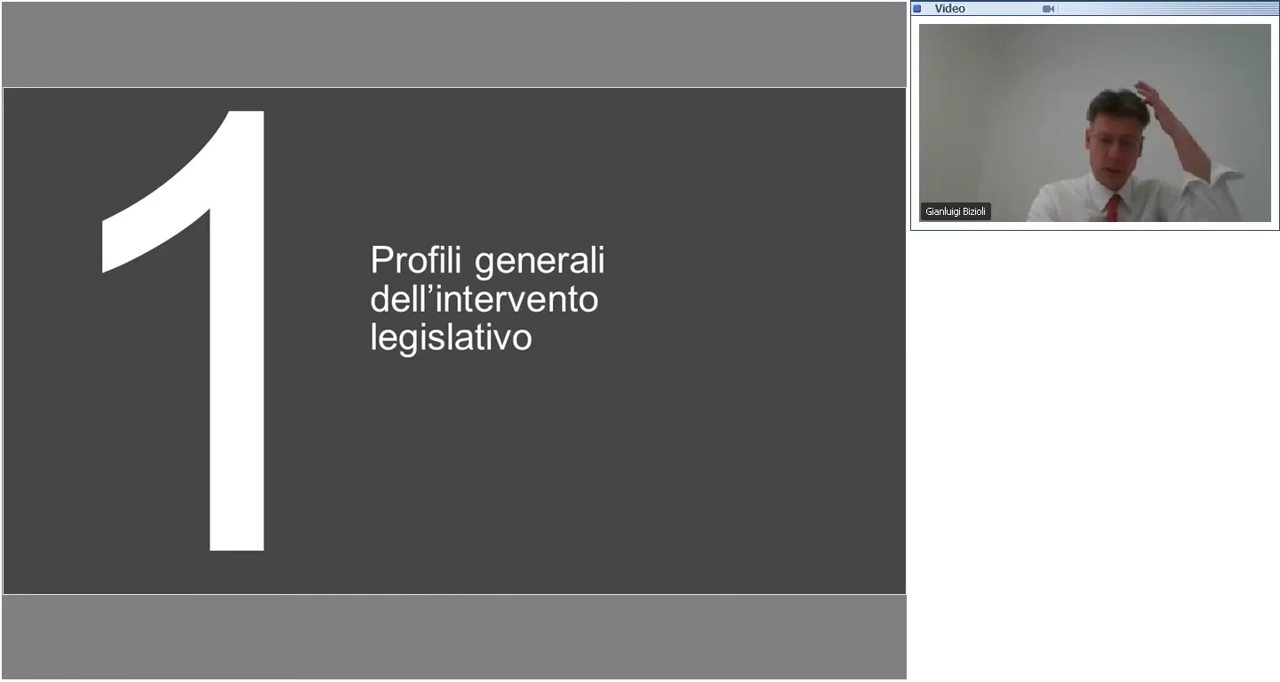 1
Profili generali
dell’intervento
legislativo
Video
Gianluigi Bizioli